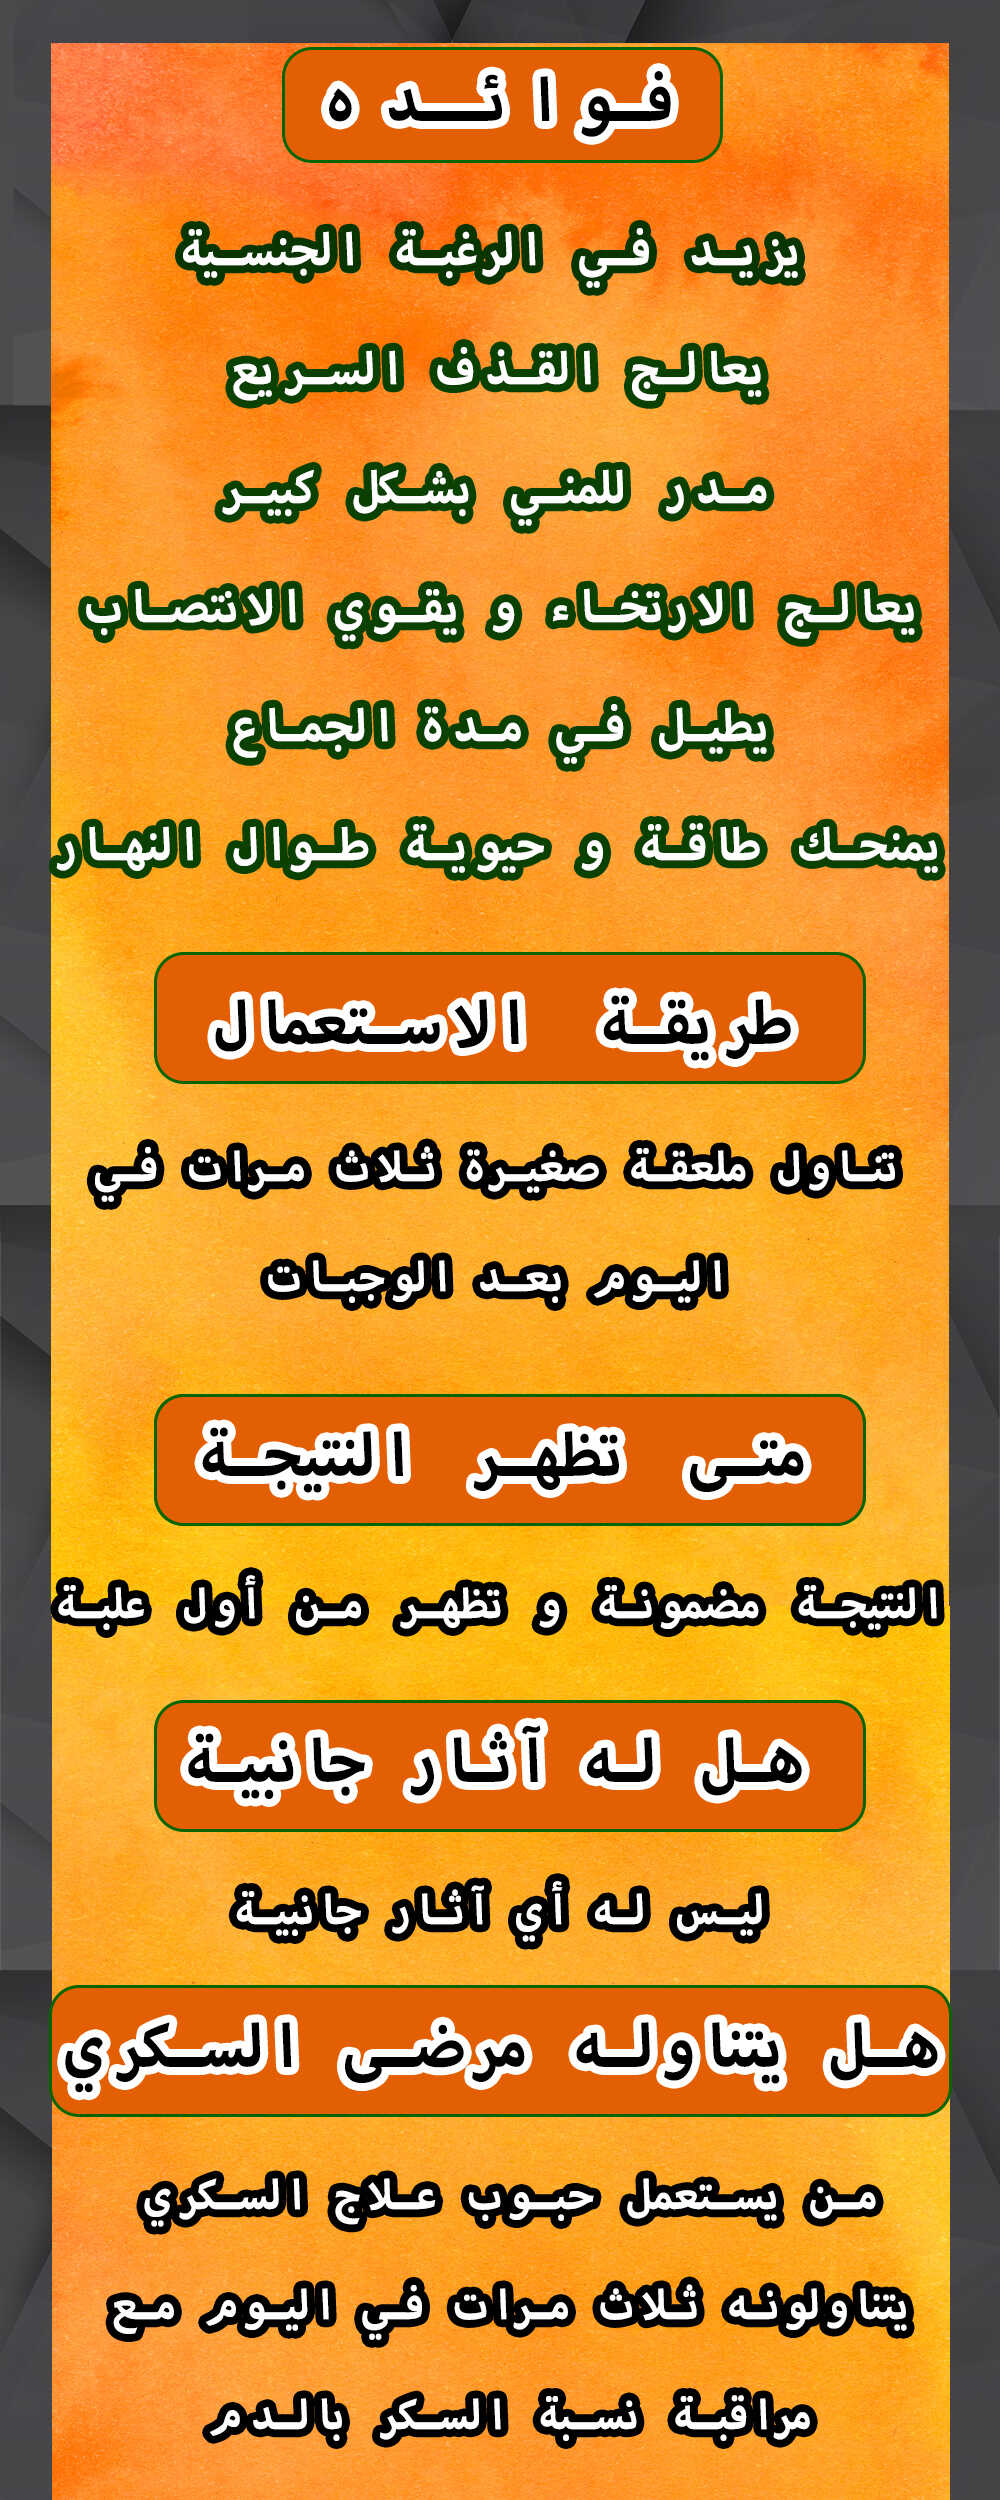 فوائده
يزيد في الرغبة الجنسية
يعالج القذف السريع
مدر للمني بشكل كبير
يعالج الارتخاء و يقوي الانتصاب
يطيل في مدة الجماع
يمنحك طاقة و حيوية طوال النهار
طريقة الاستعمال
تناول ملعقة صغيرة ثلاث مرات في
اليوم بعد الوجبات
متى تظهر النتيجة
النتيجة مضمونة و تظهر من أول علبة
هل له آثار جانبية
ليس له أي آثار جانبية
هل يتناوله مرضى السكري
من يستعمل حبوب علاج السكري
يتناولونه ثلاث مرات في اليوم مع
مراقبة نسبة السكر بالدم